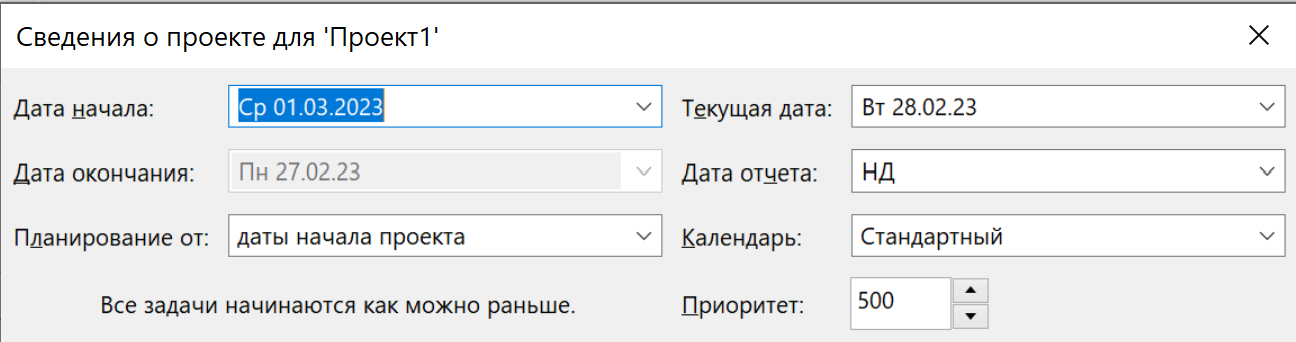 Сведения о проекте для 'Проект1'
Дата начала: Ср 01.03.2023 Текущая дата: Вт 28.02.23
Дата окончания: Пн 27.02.23 Дата отчета: НД
Планирование от: даты начала проекта Календарь: Стандартный
Все задачи начинаются как можно раньше. Приоритет: 500